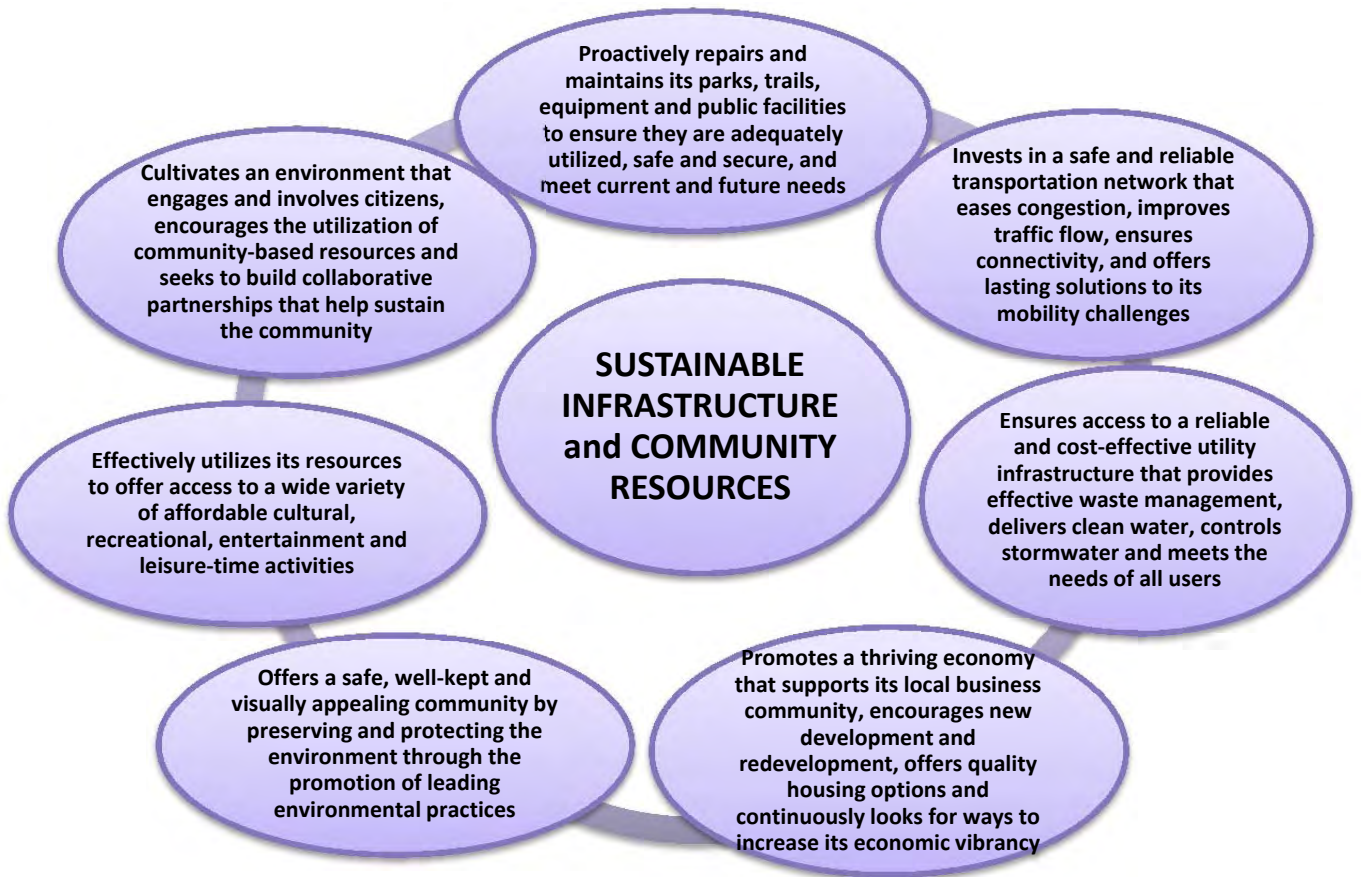 Proactively repairs and
maintains its parks, trails,
equipment and public facilities
to ensure they are adequately
utilized, safe and secure, and
meet current and future needs
Invests in a safe and reliable
transportation network that
eases congestion, improves
traffic flow, ensures
connectivity, and offers
lasting solutions to its
mobility challenges
Ensures access to a reliable
and cost-effective utility
infrastructure that provides
effective waste management,
delivers clean water, controls
stormwater and meets the
needs of all users
Promotes a thriving economy
that supports its local business
community, encourages new
development and
redevelopment, offers quality
housing options and
continuously looks for ways to
increase its economic vibrancy
Offers a safe, well-kept and
visually appealing community by
preserving and protecting the
environment through the
promotion of leading
environmental practices
Effectively utilizes its resources
to offer access to a wide variety
of affordable cultural,
recreational, entertainment and
leisure-time activities
Cultivates an environment that
engages and involves citizens,
encourages the utilization of
community-based resources and
seeks to build collaborative
partnerships that help sustain
the community
SUSTAINABLE
INFRASTRUCTURE
and COMMUNITY
RESOURCES